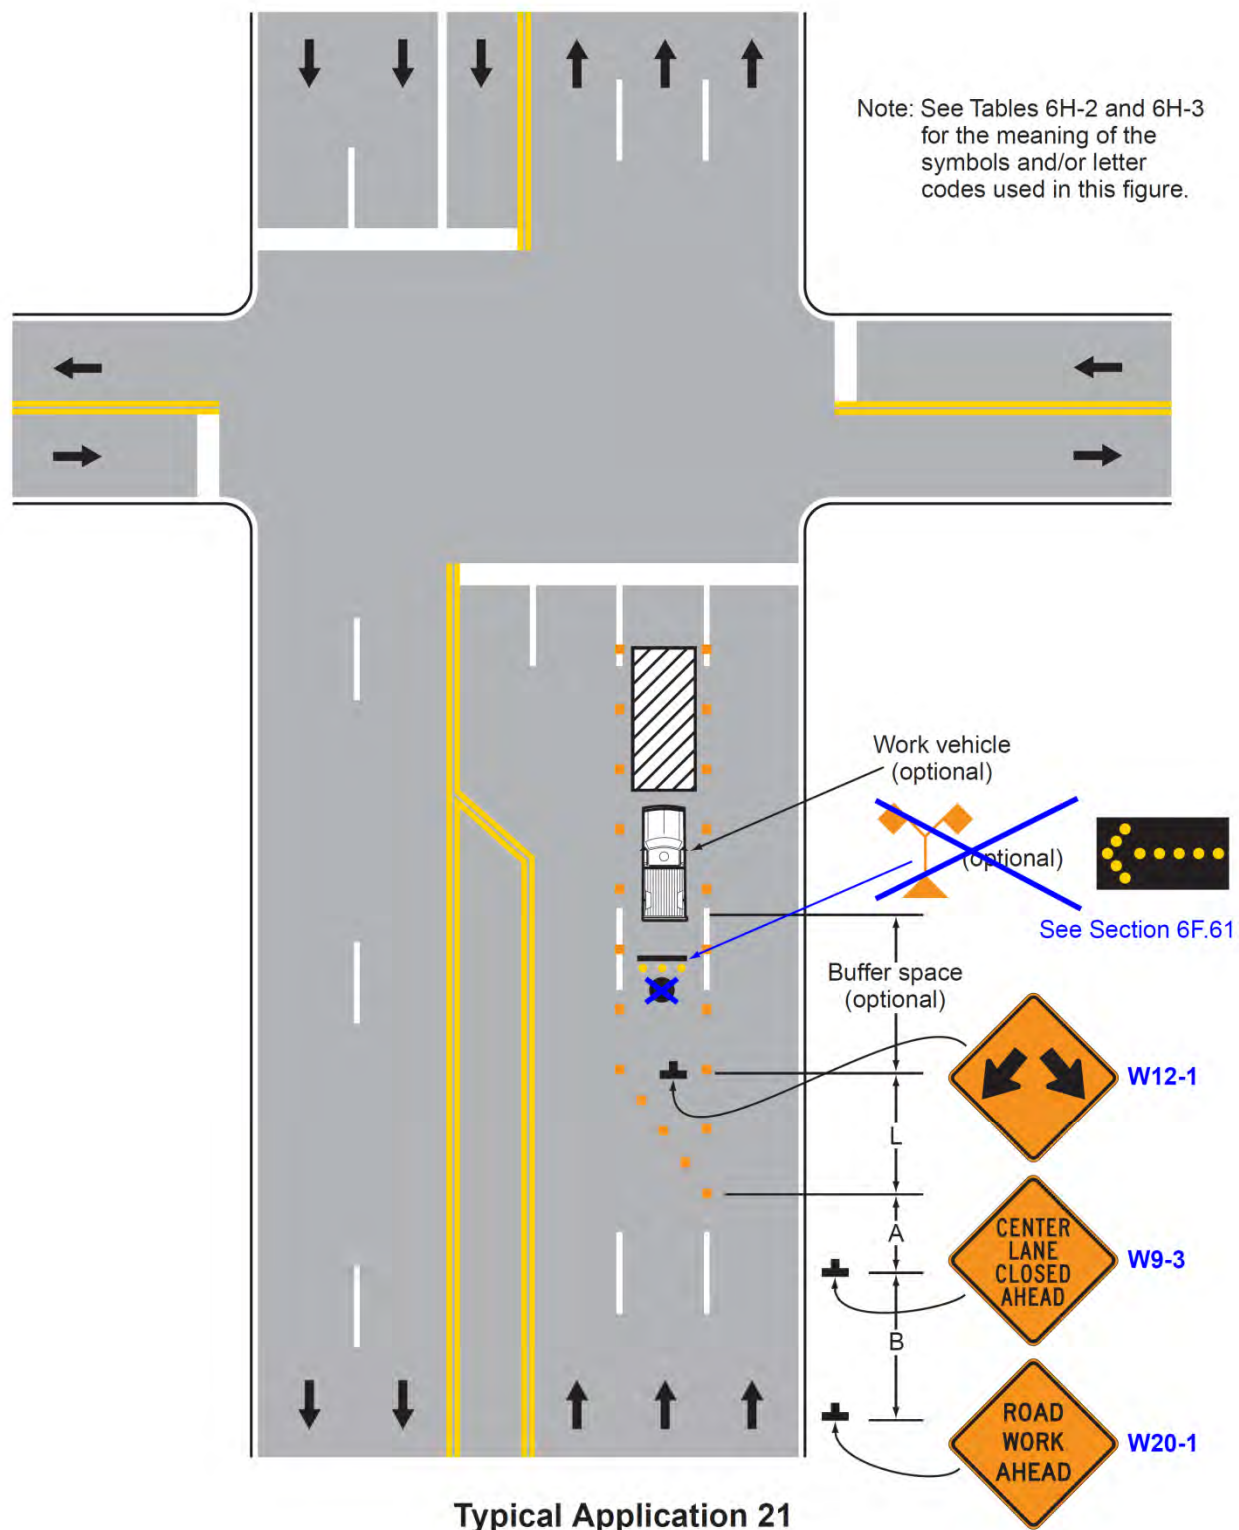 Note: See Tables 6H-2 and 6H-3
for the meaning of the
symbols and/or letter
codes used in this figure.
Work vehicle
(optional)
(optional)
See Section 6F.61
Buffer space
(optional)
W12-1
L
A
CENTER
LANE
CLOSED
AHEAD
W9-3
B
ROAD
WORK
AHEAD
W20-1
Typical Application 21